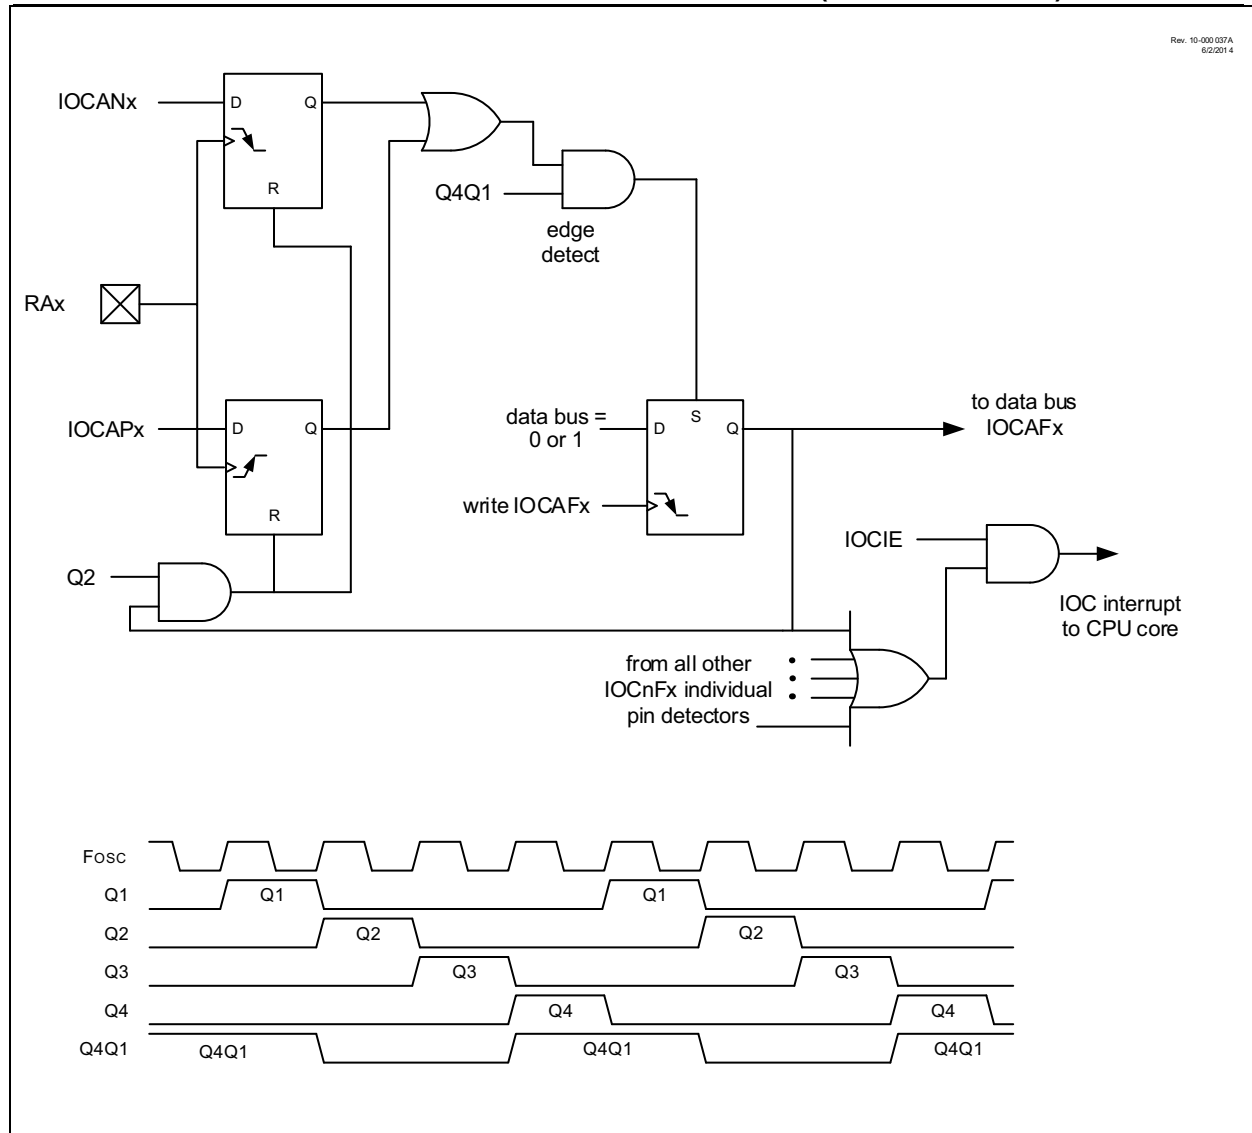 Rev. 10-000 037A
6/2/2014
IOCANx
D
Q
R
Q4Q1
edge
detect
RAx
IOCAPx
D
Q
R
data bus =
0 or 1
S
D
Q
to data bus
IOCAFx
write IOCAFx
IOCIE
Q2
IOC interrupt
to CPU core
from all other
IOCnFx individual
pin detectors
FOSC
Q1
Q1
Q1
Q2
Q2
Q2
Q3
Q3
Q3
Q4
Q4
Q4
Q4Q1
Q4Q1
Q4Q1
Q4Q1